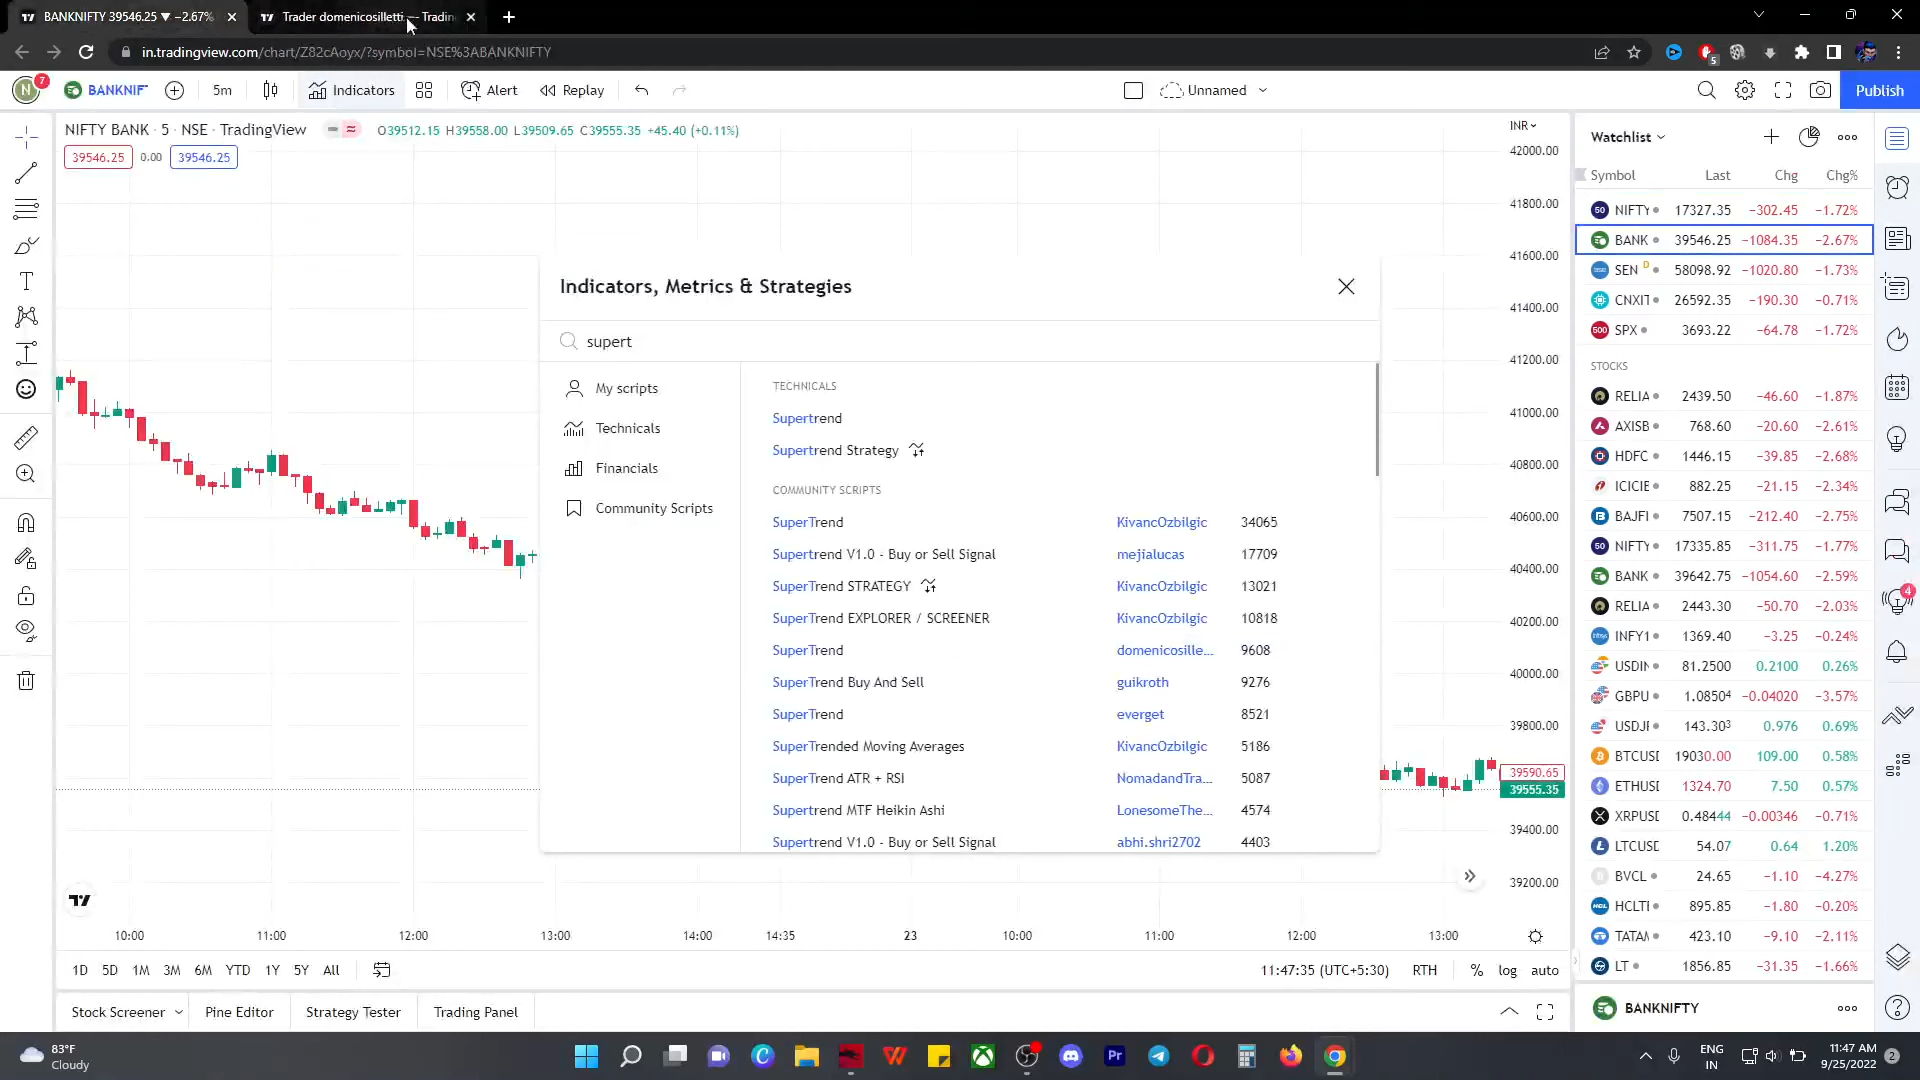 BANKNIFTY 39546.25 ▼ −2.67%
Trader domenicosilletti — Tradin
in.tradingview.com/chart/Z82cAoyx/?symbol=NSE%3ABANKNIFTY
5
N
7
BANKNIF
5m
Indicators
Alert
Replay
Unnamed
Publish
NIFTY BANK · 5 · NSE · TradingView
O39512.15 H39558.00 L39509.65 C39555.35 +45.40 (+0.11%)
39546.25 0.00 39546.25
INR
42000.00
41800.00
41600.00
41400.00
41200.00
41000.00
40800.00
40600.00
40400.00
40200.00
40000.00
39800.00
39590.65
39555.35
39400.00
39200.00
Indicators, Metrics & Strategies
supert
My scripts
Technicals
Financials
Community Scripts
TECHNICALS
Supertrend
Supertrend Strategy
COMMUNITY SCRIPTS
SuperTrend KivancOzbilgic 34065
Supertrend V1.0 - Buy or Sell Signal mejialucas 17709
SuperTrend STRATEGY KivancOzbilgic 13021
SuperTrend EXPLORER / SCREENER KivancOzbilgic 10818
SuperTrend domenicosille... 9608
SuperTrend Buy And Sell guikroth 9276
SuperTrend everget 8521
SuperTrended Moving Averages KivancOzbilgic 5186
SuperTrend ATR + RSI NomadandTra... 5087
Supertrend MTF Heikin Ashi LonesomeThe... 4574
Supertrend V1.0 - Buy or Sell Signal abhi.shri2702 4403
10:00 11:00 12:00 13:00 14:00 14:35 23 10:00 11:00 12:00 13:00
1D 5D 1M 3M 6M YTD 1Y 5Y All
11:47:35 (UTC+5:30) RTH % log auto
Stock Screener
Pine Editor
Strategy Tester
Trading Panel
Watchlist
Symbol Last Chg Chg%
50 NIFTY 17327.35 −302.45 −1.72%
BANK 39546.25 −1084.35 −2.67%
SEN D 58098.92 −1020.80 −1.73%
CNXIT 26592.35 −190.30 −0.71%
500 SPX 3693.22 −64.78 −1.72%
STOCKS
RELIA 2439.50 −46.60 −1.87%
AXISB 768.60 −20.60 −2.61%
HDFC 1446.15 −39.85 −2.68%
ICICIE 882.25 −21.15 −2.34%
BAJFI 7507.15 −212.40 −2.75%
50 NIFTY 17335.85 −311.75 −1.77%
BANK 39642.75 −1054.60 −2.59%
RELIA 2443.30 −50.70 −2.03%
INFY1 1369.40 −3.25 −0.24%
USDIN 81.2500 0.2100 0.26%
GBPU 1.08504 −0.04020 −3.57%
USDJF 143.303 0.976 0.69%
BTCUSI 19030.00 109.00 0.58%
ETHUSI 1324.70 7.50 0.57%
XRPUSI 0.48444 −0.00346 −0.71%
LTCUSE 54.07 0.64 1.20%
BVCL 24.65 −1.10 −4.27%
HCLTI 895.85 −1.80 −0.20%
TATAM 423.10 −9.10 −2.11%
LT 1856.85 −31.35 −1.66%
BANKNIFTY
4
83°F
Cloudy
ENG
IN
11:47 AM
9/25/2022
2